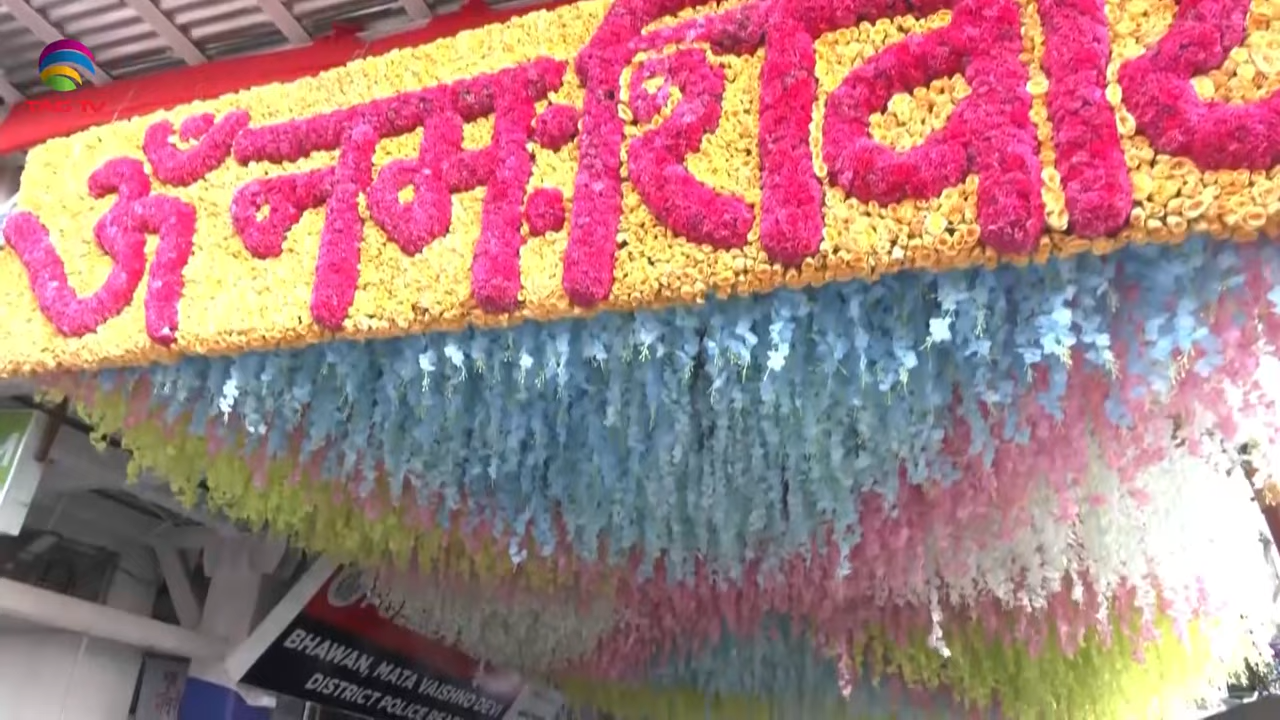 ॐ नमः शिवा
BHAWAN, MATA VAISHNO DEVI
DISTRICT POLICE